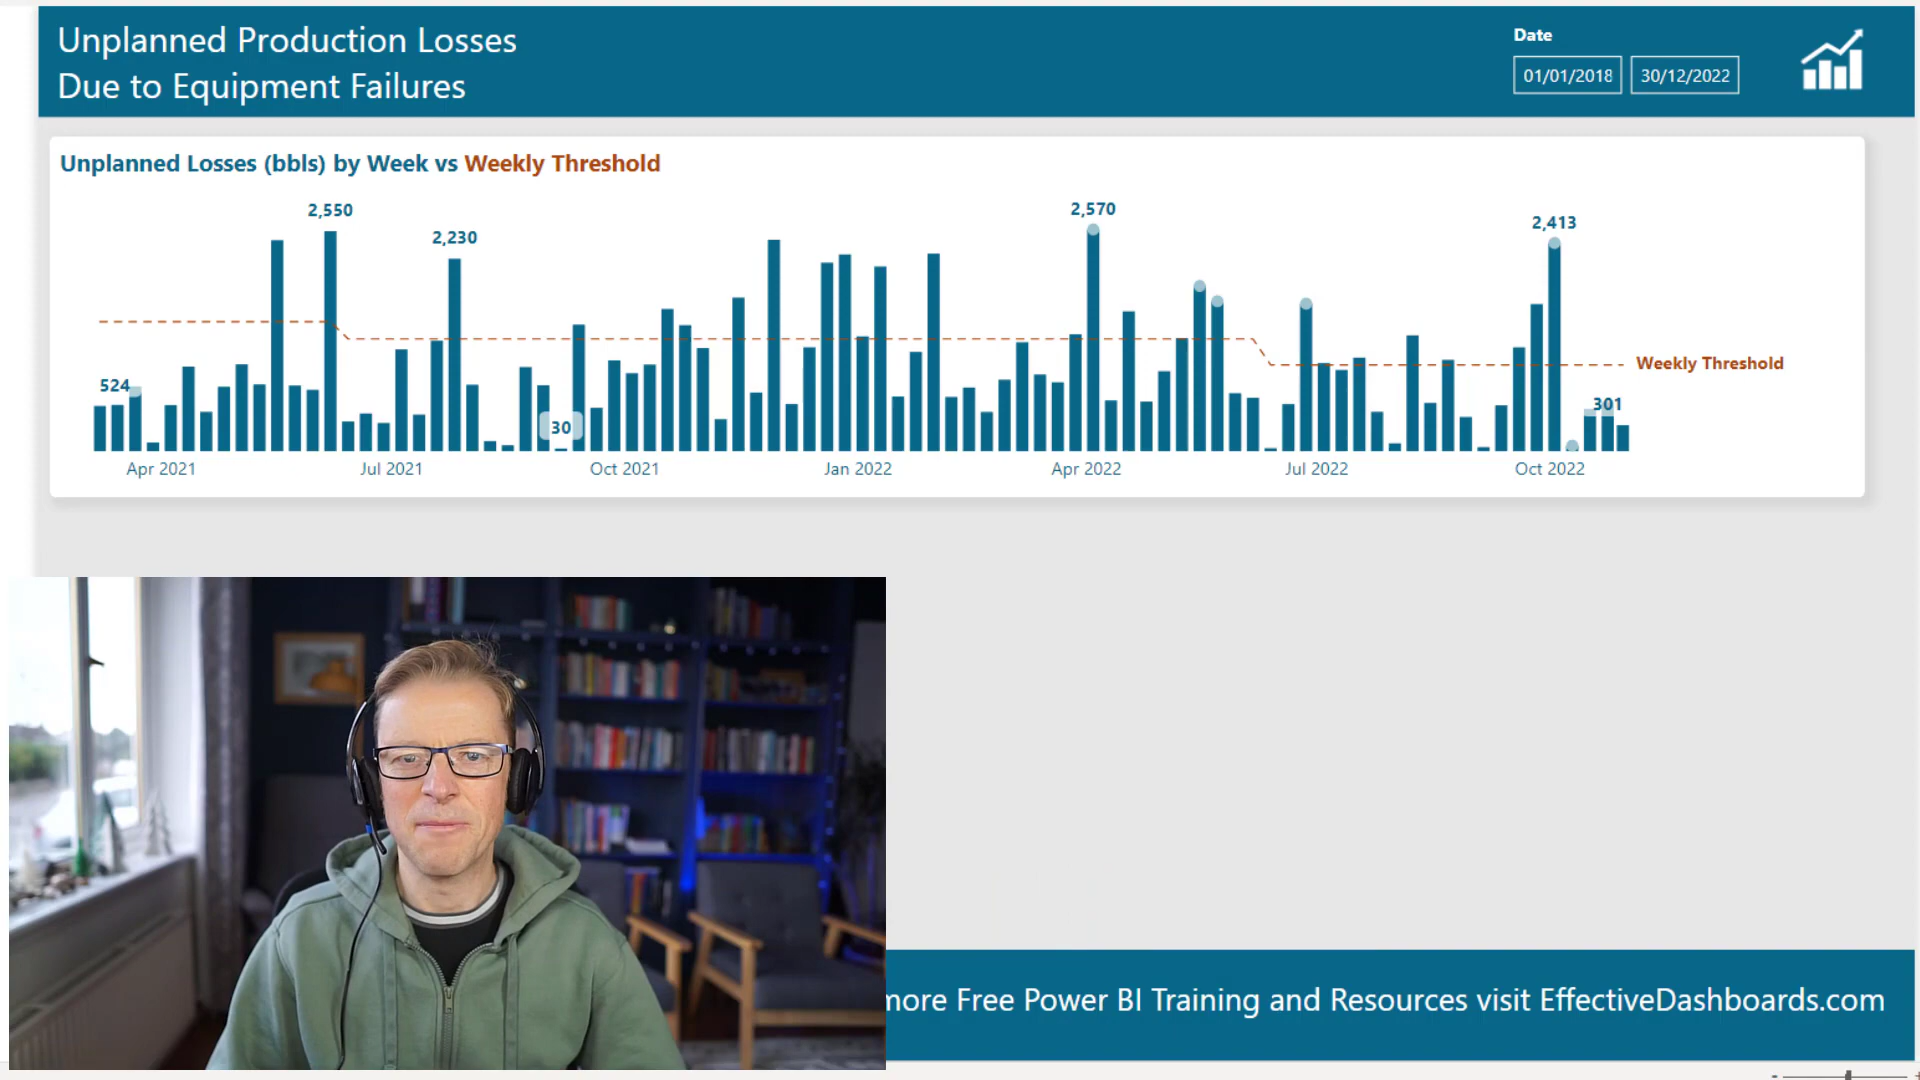 Unplanned Production Losses
Due to Equipment Failures
Date
01/01/2018 30/12/2022
Unplanned Losses (bbls) by Week vs Weekly Threshold
2,550
2,230
2,570
2,413
524
30
301
Weekly Threshold
Apr 2021 Jul 2021 Oct 2021 Jan 2022 Apr 2022 Jul 2022 Oct 2022
more Free Power BI Training and Resources visit EffectiveDashboards.com